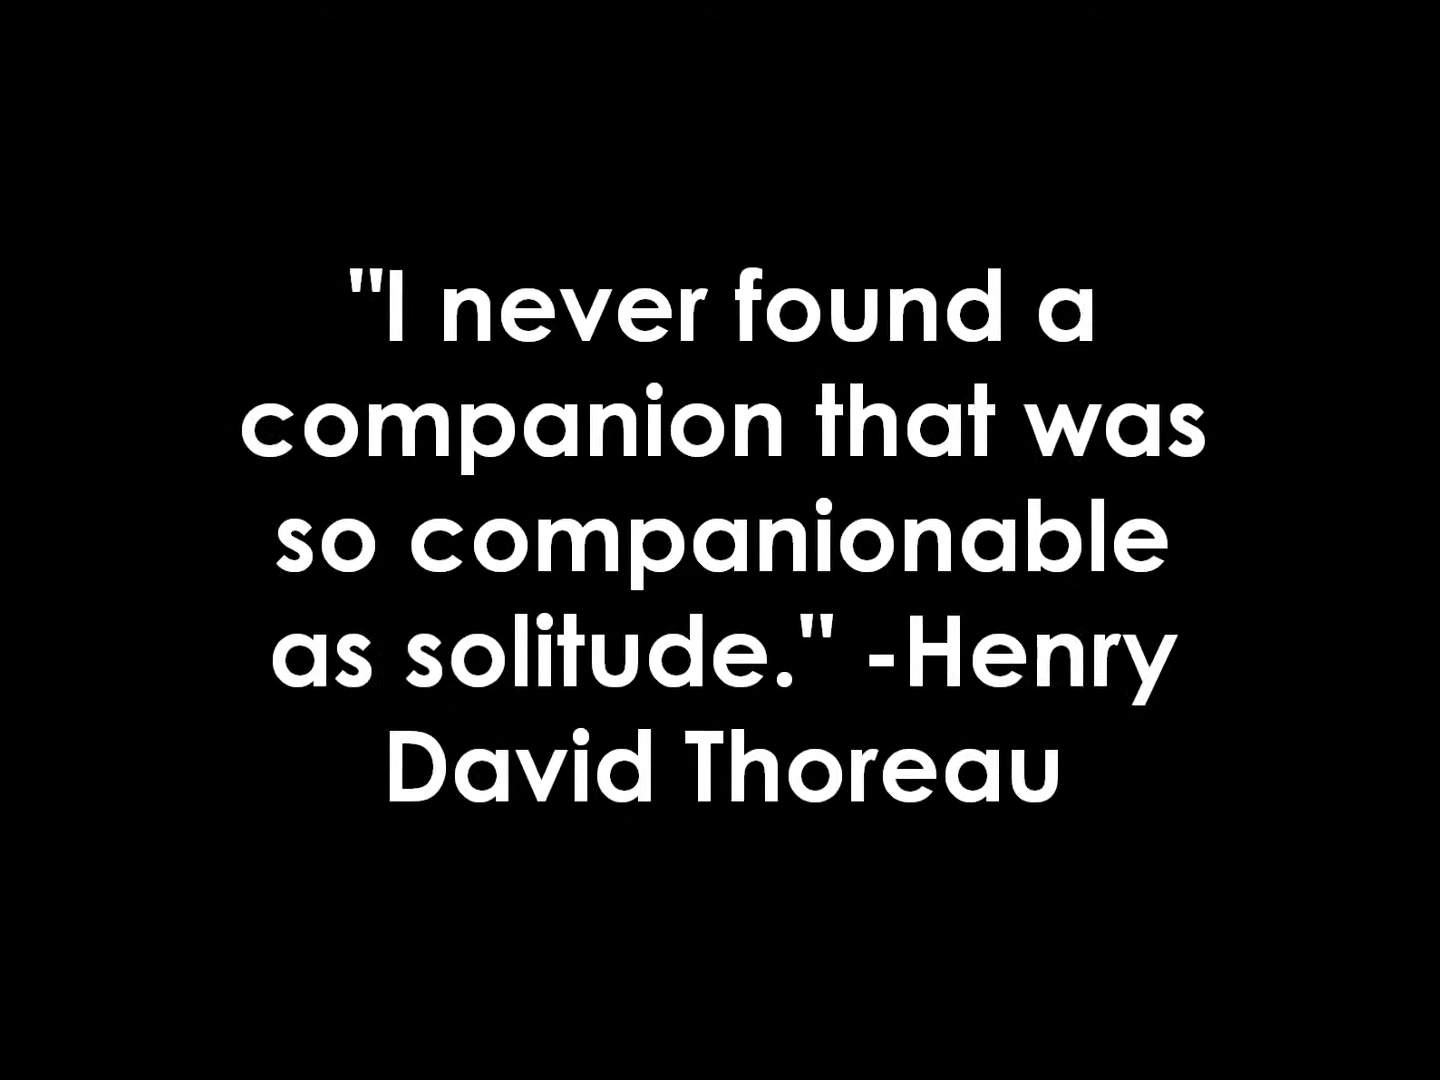 "I never found a
companion that was
so companionable
as solitude." -Henry
David Thoreau